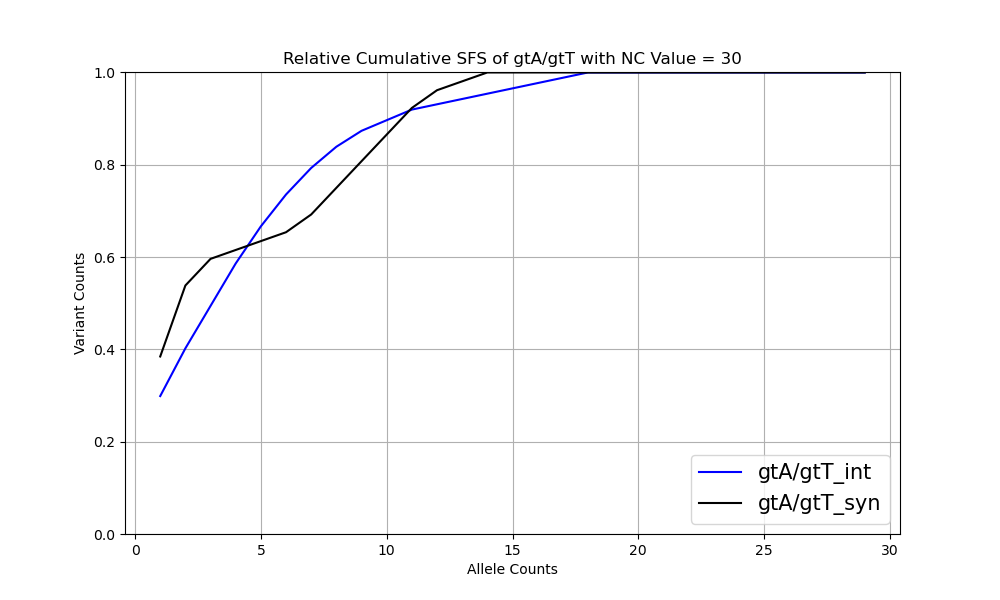 Relative Cumulative SFS of gtA/gtT with NC Value = 30
1.0
0.8
0.6
0.4
0.2
0.0
Variant Counts
0 5 10 15 20 25 30
Allele Counts
gtA/gtT_int
gtA/gtT_syn